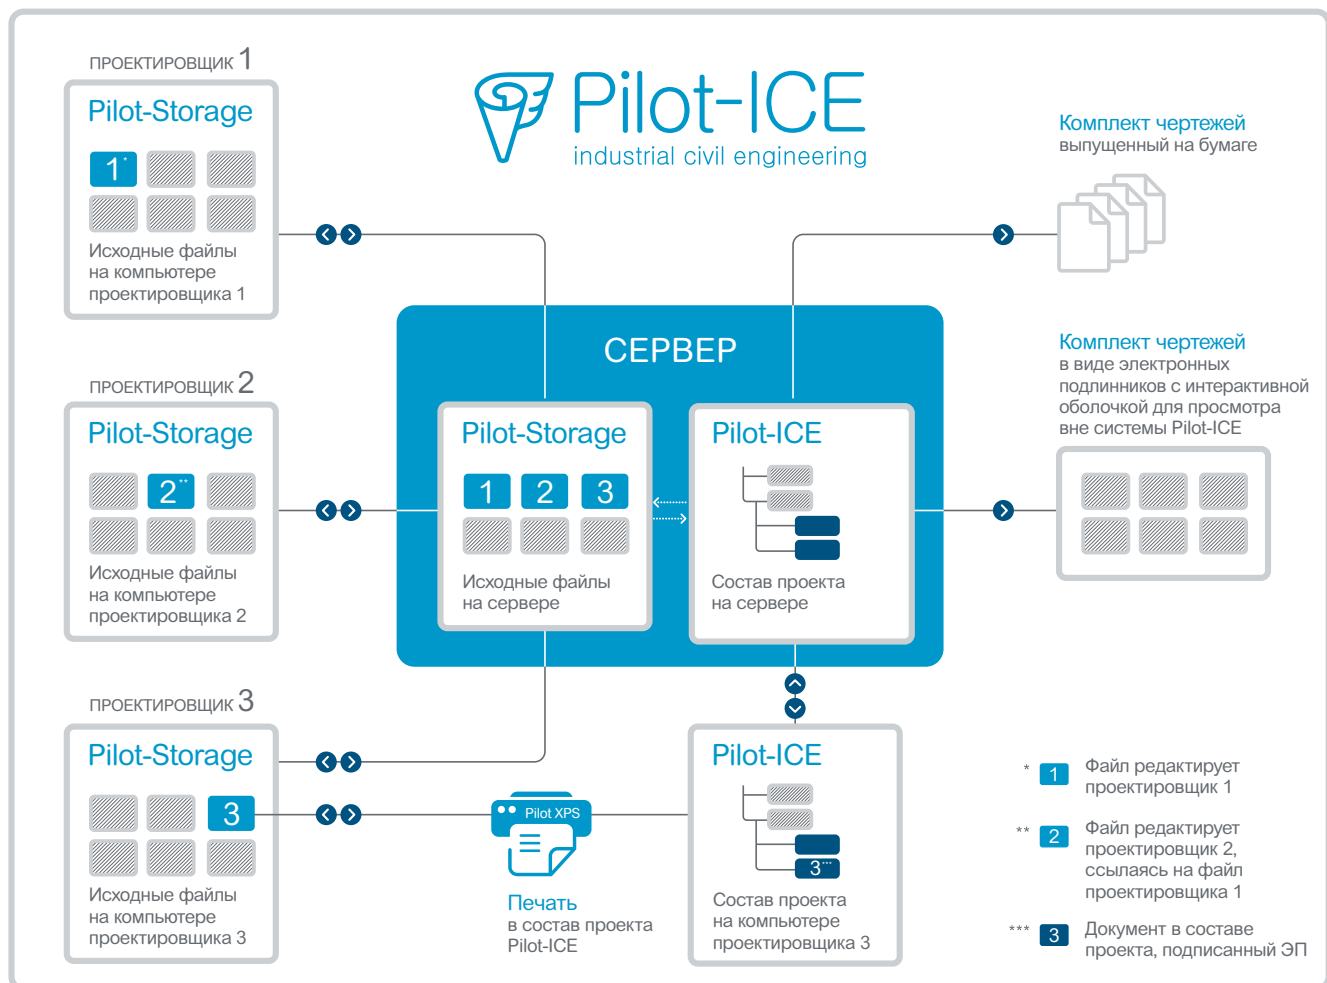 Pilot-ICE
industrial civil engineering
ПРОЕКТИРОВЩИК 1
Pilot-Storage
1*
Исходные файлы
на компьютере
проектировщика 1
ПРОЕКТИРОВЩИК 2
Pilot-Storage
2**
Исходные файлы
на компьютере
проектировщика 2
ПРОЕКТИРОВЩИК 3
Pilot-Storage
3
Исходные файлы
на компьютере
проектировщика 3
СЕРВЕР
Pilot-Storage
1 2 3
Исходные файлы
на сервере
Pilot-ICE
Состав проекта
на сервере
Pilot XPS
Печать
в состав проекта
Pilot-ICE
Pilot-ICE
3***
Состав проекта
на компьютере
проектировщика 3
Комплект чертежей
выпущенный на бумаге
Комплект чертежей
в виде электронных
подлинников с интерактивной
оболочкой для просмотра
вне системы Pilot-ICE
* 1 Файл редактирует
проектировщик 1
** 2 Файл редактирует
проектировщик 2,
ссылаясь на файл
проектировщика 1
*** 3 Документ в составе
проекта, подписанный ЭП